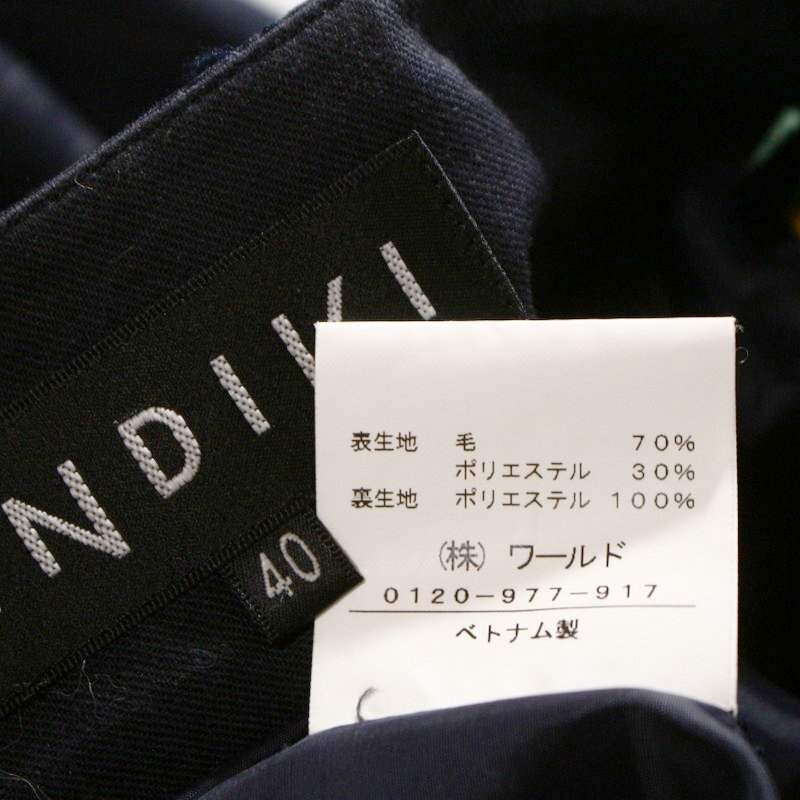 NDIKI
40
表生地 毛 70%
ポリエステル 30%
裏生地 ポリエステル 100%
(株) ワールド
0120-977-917
ベトナム製